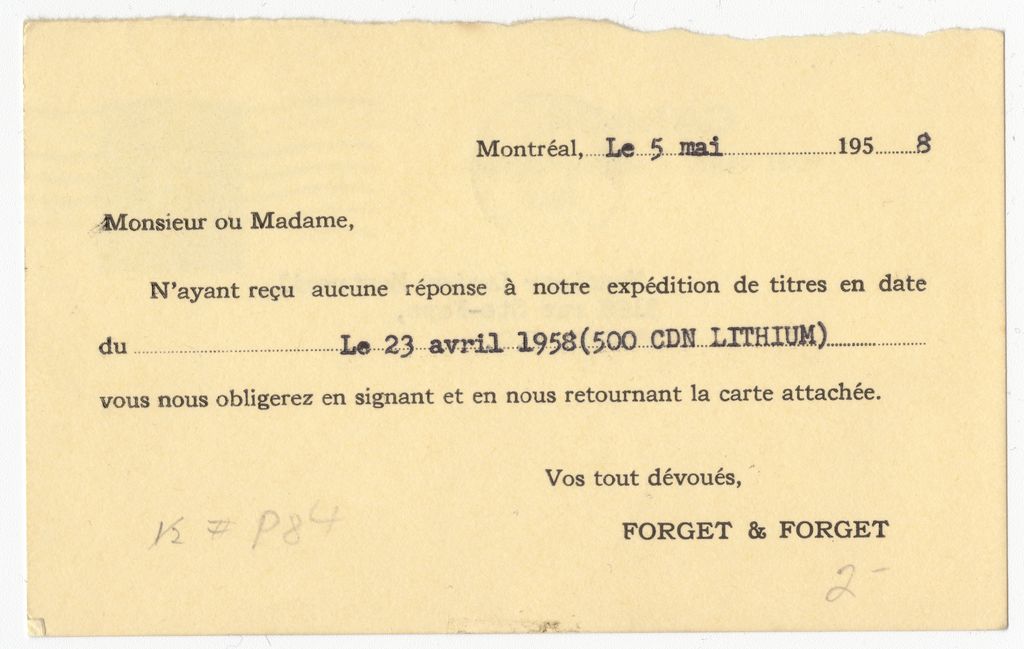 Montréal, Le 5 mai 1958
Monsieur ou Madame,
N'ayant reçu aucune réponse à notre expédition de titres en date
du Le 23 avril 1958(500 CDN LITHIUM)
vous nous obligerez en signant et en nous retournant la carte attachée.
Vos tout dévoués,
FORGET & FORGET
K # P84
2-